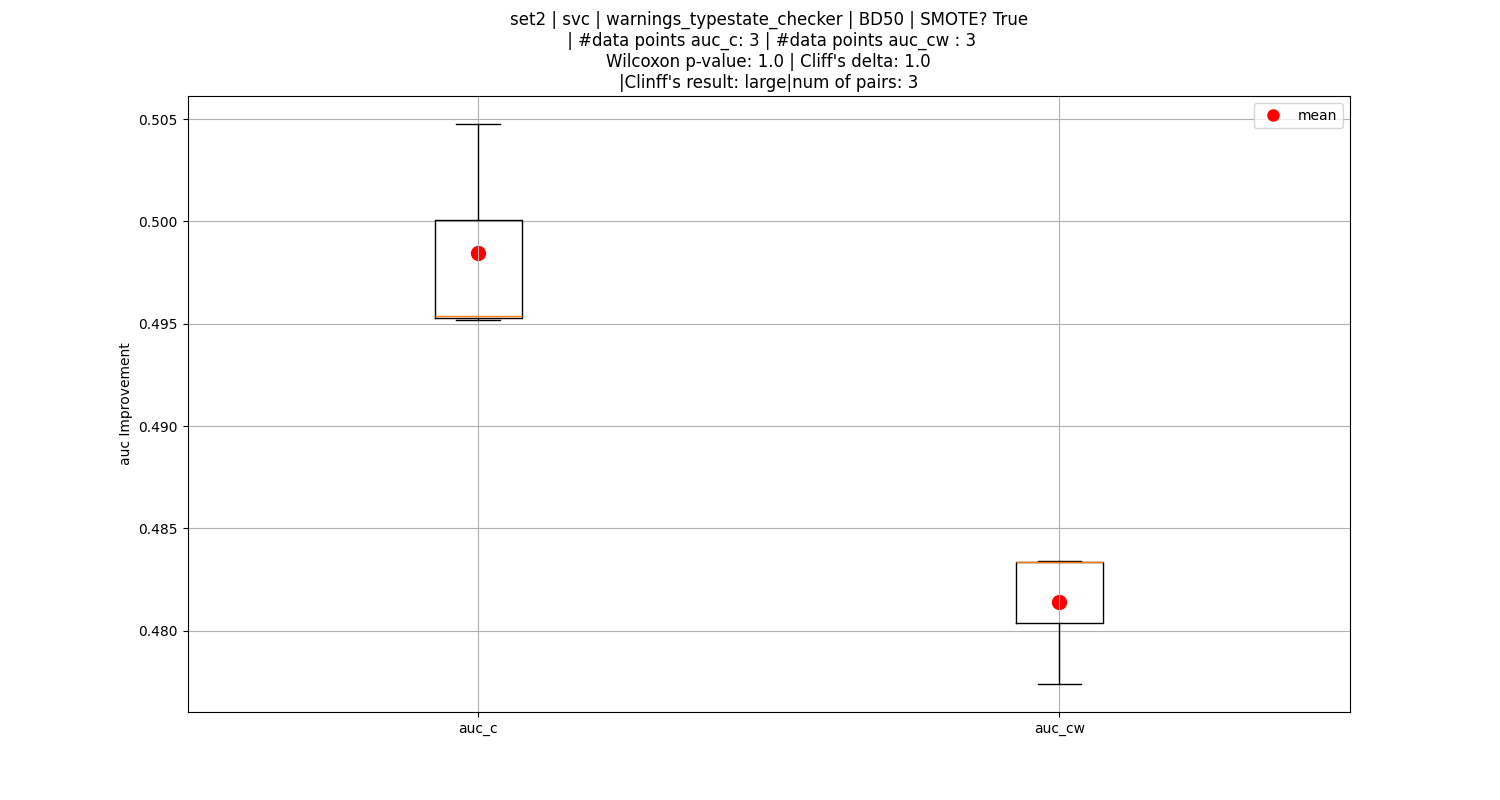 set2 | svc | warnings_typestate_checker | BD50 | SMOTE? True
| #data points auc_c: 3 | #data points auc_cw : 3
Wilcoxon p-value: 1.0 | Cliff's delta: 1.0
|Clinff's result: large|num of pairs: 3
mean
0.505
0.500
0.495
0.490
0.485
0.480
auc Improvement
auc_c
auc_cw